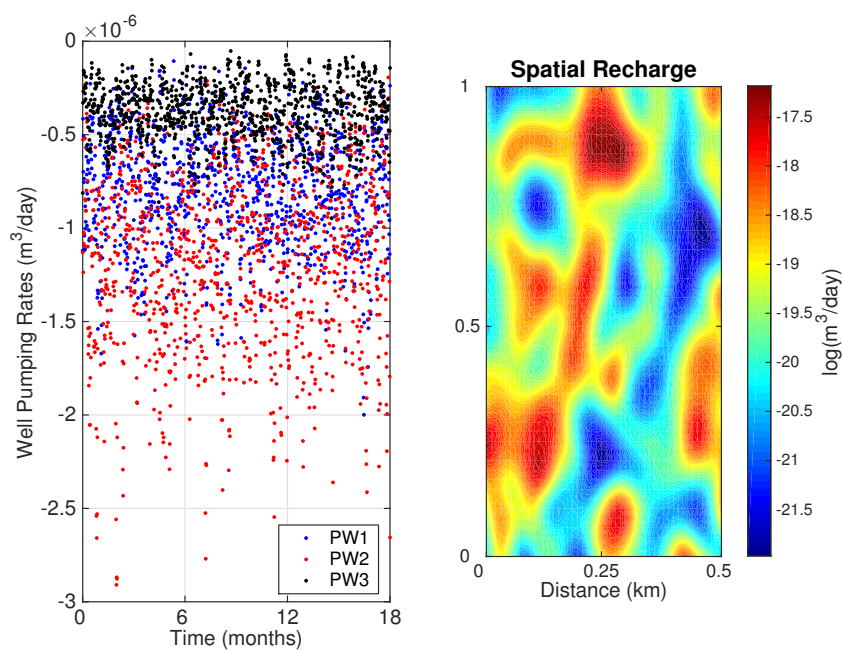 ×10^-6
0
-0.5
-1
-1.5
-2
-2.5
-3
Well Pumping Rates (m^3/day)
0 6 12 18
Time (months)
PW1
PW2
PW3
Spatial Recharge
1
0.5
0
0 0.25 0.5
Distance (km)
-17.5
-18
-18.5
-19
-19.5
-20
-20.5
-21
-21.5
log(m^3/day)